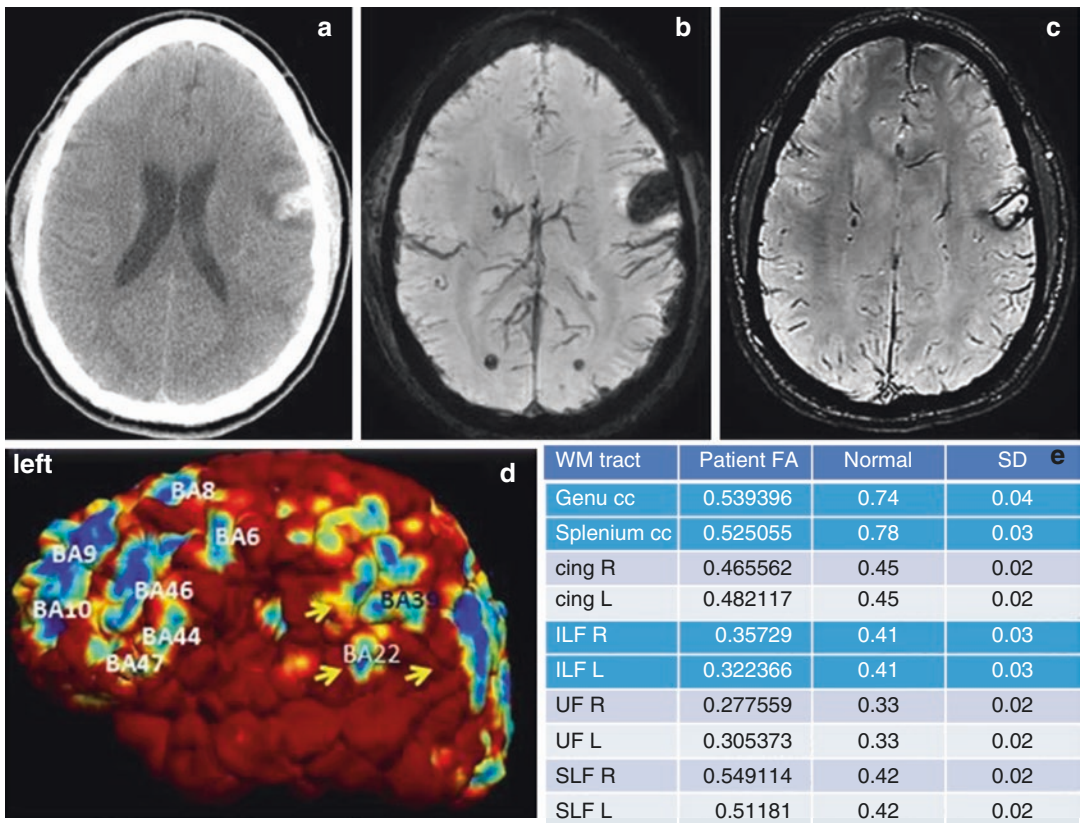 a
b
c
left
d
BA8
BA6
BA9
BA46
BA10
BA39
BA44
BA22
BA47
e
WM tract Patient FA Normal SD
Genu cc 0.539396 0.74 0.04
Splenium cc 0.525055 0.78 0.03
cing R 0.465562 0.45 0.02
cing L 0.482117 0.45 0.02
ILF R 0.35729 0.41 0.03
ILF L 0.322366 0.41 0.03
UF R 0.277559 0.33 0.02
UF L 0.305373 0.33 0.02
SLF R 0.549114 0.42 0.02
SLF L 0.51181 0.42 0.02